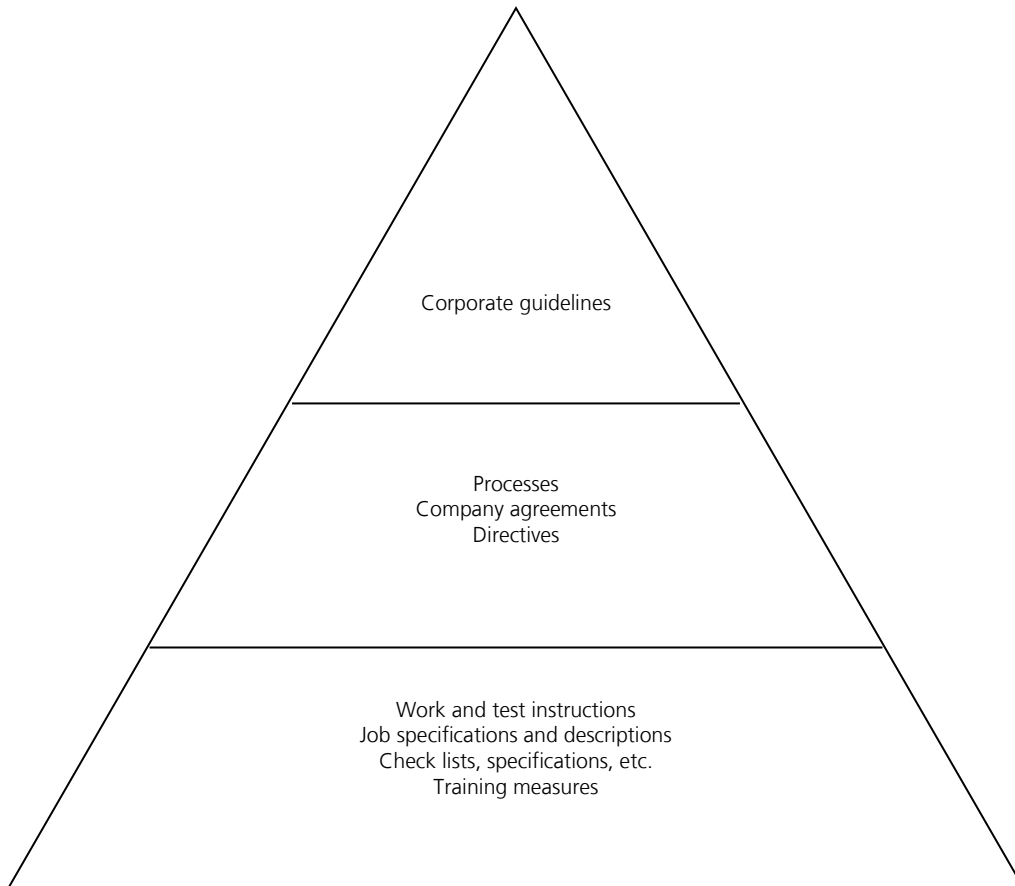 Corporate guidelines
Processes
Company agreements
Directives
Work and test instructions
Job specifications and descriptions
Check lists, specifications, etc.
Training measures